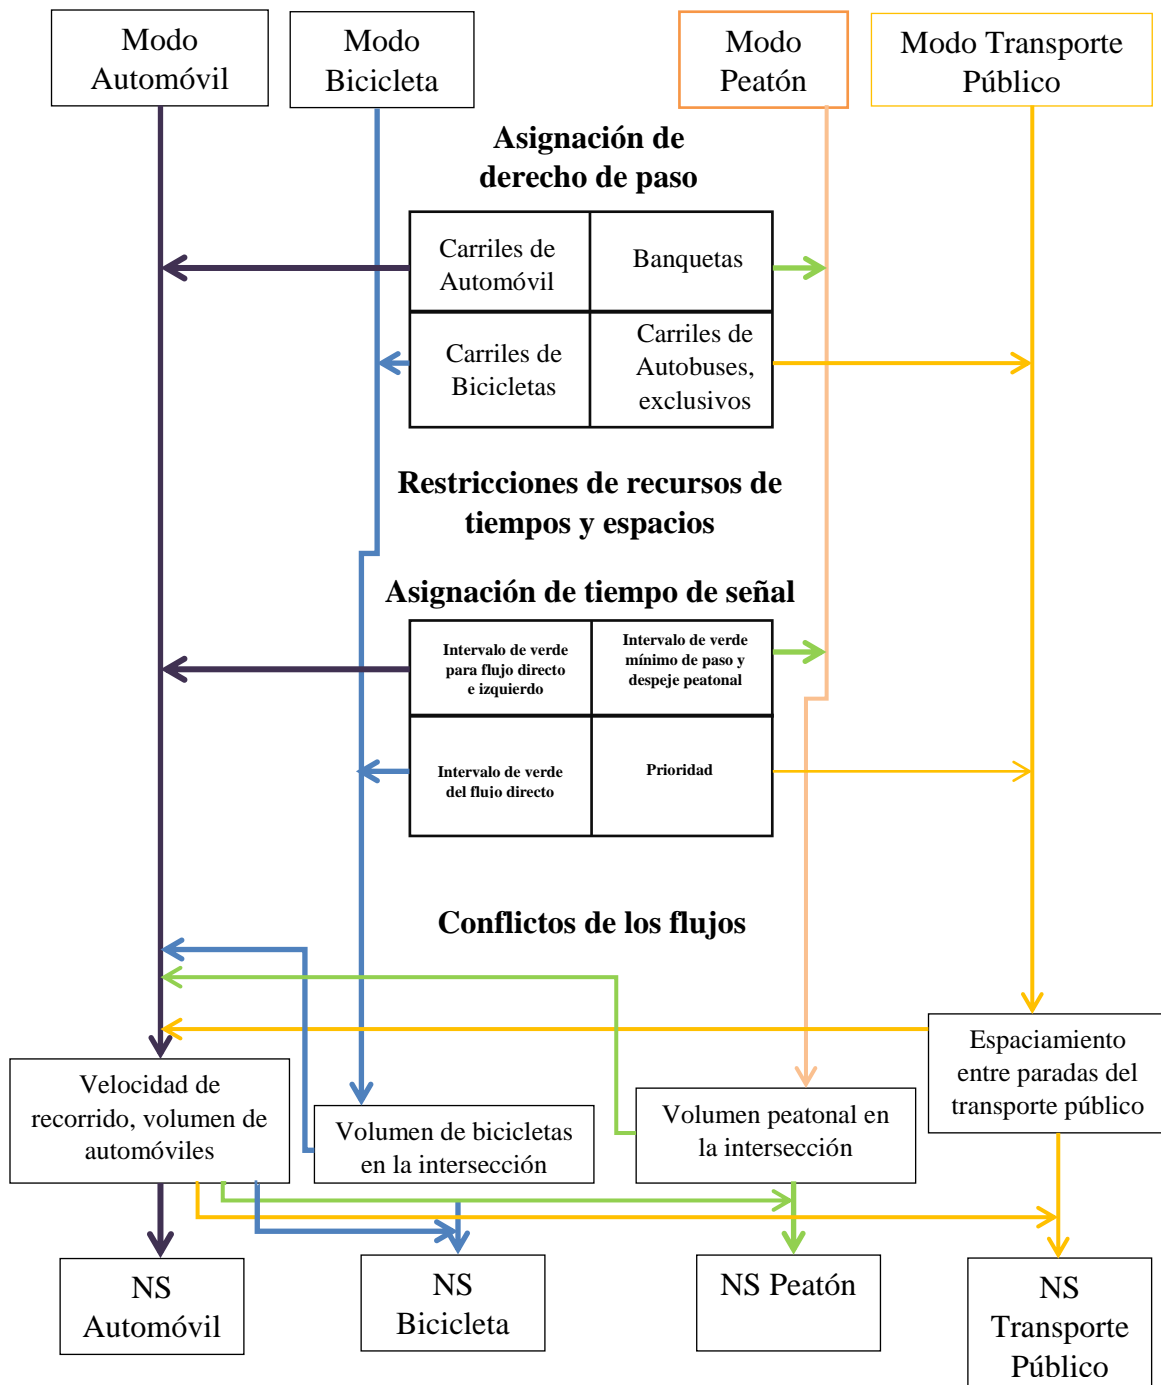 Modo
Automóvil
Modo
Bicicleta
Modo
Peatón
Modo Transporte
Público
Asignación de
derecho de paso
Carriles de
Automóvil
Banquetas
Carriles de
Bicicletas
Carriles de
Autobuses,
exclusivos
Restricciones de recursos de
tiempos y espacios
Asignación de tiempo de señal
Intervalo de verde
para flujo directo
e izquierdo
Intervalo de verde
mínimo de paso y
despeje peatonal
Intervalo de verde
del flujo directo
Prioridad
Conflictos de los flujos
Velocidad de
recorrido, volumen de
automóviles
Volumen de bicicletas
en la intersección
Volumen peatonal en
la intersección
Espaciamiento
entre paradas del
transporte público
NS
Automóvil
NS
Bicicleta
NS Peatón
NS
Transporte
Público